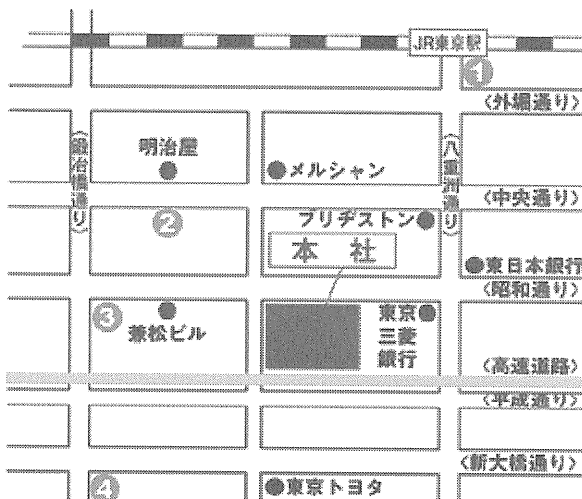 JR東京駅
1
〈外堀通り〉
明治屋
(鍛冶橋通り)
メルシャン
(八重洲通り)
〈中央通り〉
2
ブリヂストン
本社
東日本銀行
〈昭和通り〉
3
兼松ビル
東京
三菱
銀行
〈高速道路〉
〈平成通り〉
〈新大橋通り〉
4
東京トヨタ